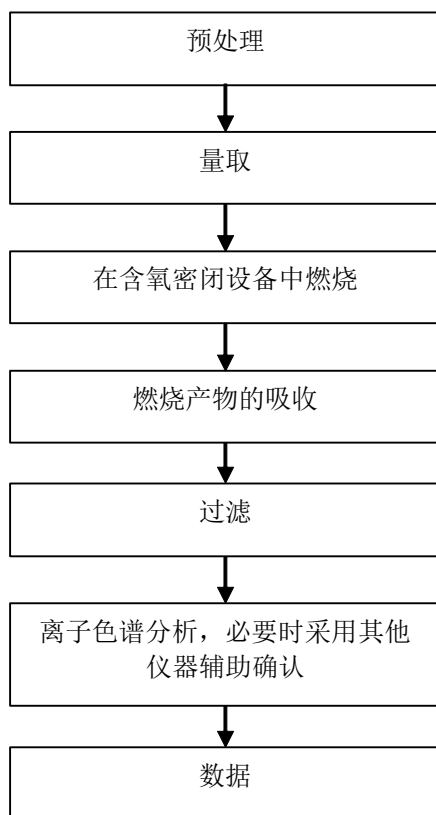 预处理
量取
在含氧密闭设备中燃烧
燃烧产物的吸收
过滤
离子色谱分析，必要时采用其他
仪器辅助确认
数据